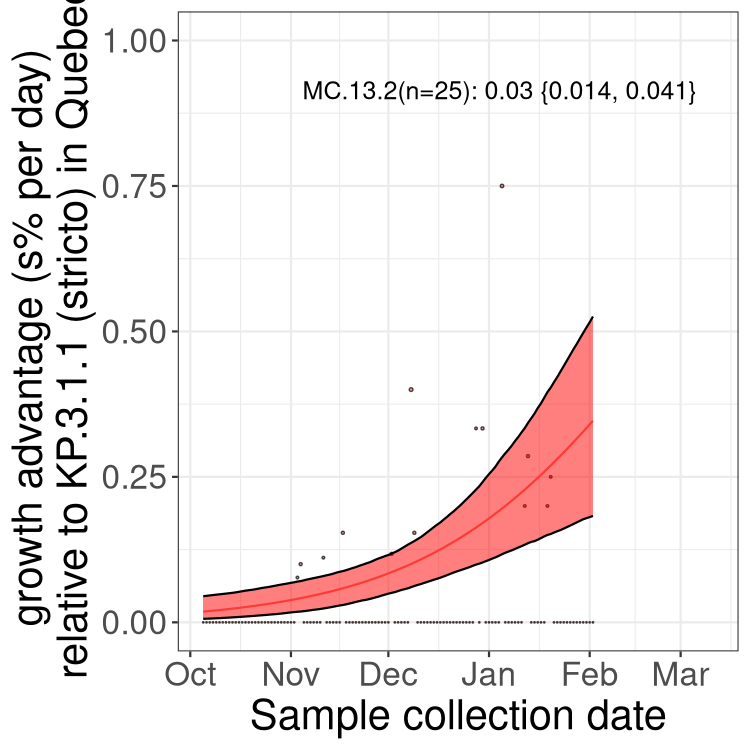 growth advantage (s% per day)
relative to KP.3.1.1 (stricto) in Quebec
1.00
0.75
0.50
0.25
0.00
MC.13.2(n=25): 0.03 {0.014, 0.041}
Oct Nov Dec Jan Feb Mar
Sample collection date